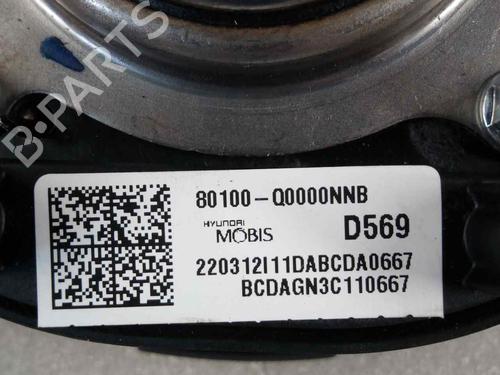 B-PARTS
80100-Q0000NNB
HYUNDAI
MOBIS
D569
220312I11DABCDA0667
BCDAGN3C110667